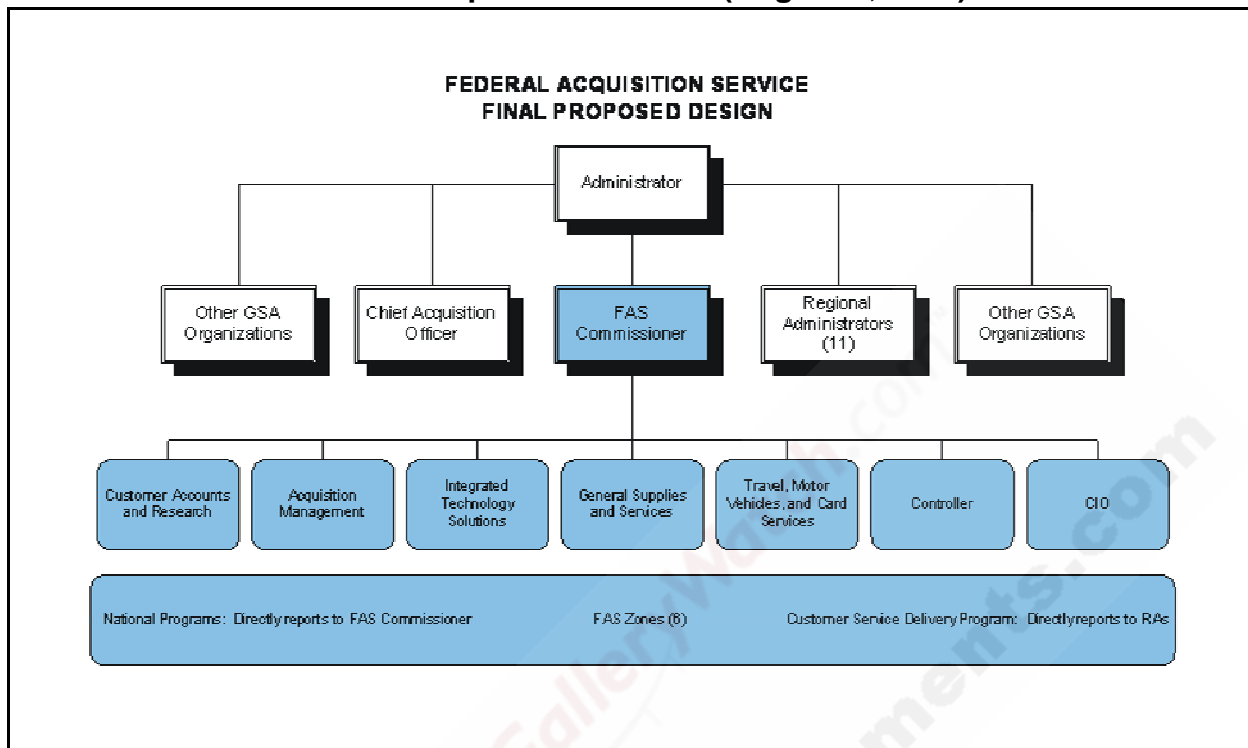 FEDERAL ACQUISITION SERVICE
FINAL PROPOSED DESIGN
Administrator
Other GSA
Organizations
Chief Acquisition
Officer
FAS
Commissioner
Regional
Administrators
(11)
Other GSA
Organizations
Customer Accounts
and Research
Acquisition
Management
Integrated
Technology
Solutions
General Supplies
and Services
Travel, Motor
Vehicles, and Card
Services
Controller
CIO
National Programs: Directly reports to FAS Commissioner
FAS Zones (6)
Customer Service Delivery Program: Directly reports to RAs
GalleryWatch.com